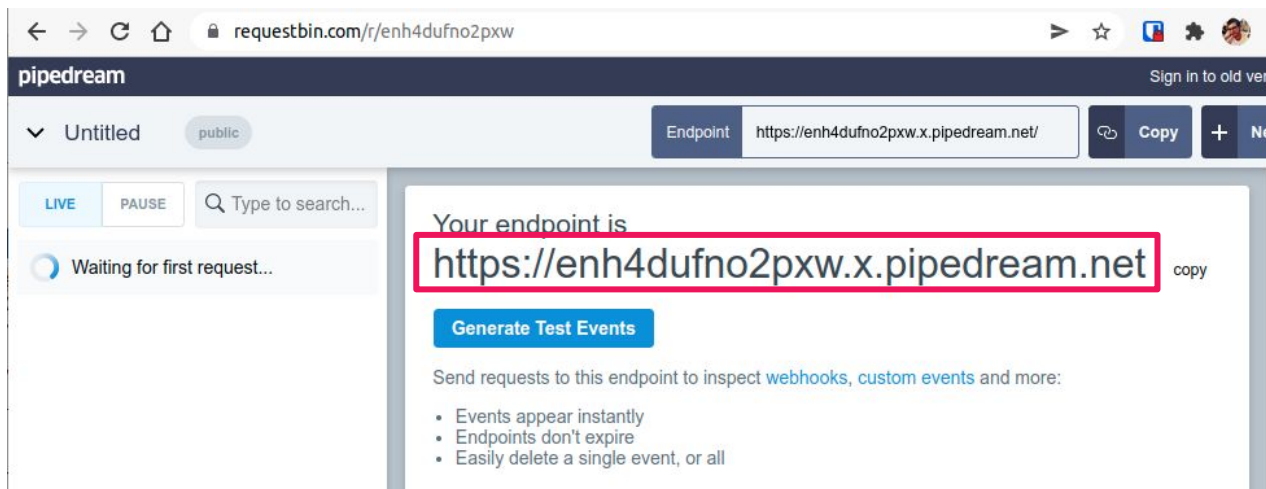 requestbin.com/r/enh4dufno2pxw
pipedream
Sign in to old ver
Untitled
public
Endpoint
https://enh4dufno2pxw.x.pipedream.net/
Copy
+ Ne
LIVE
PAUSE
Type to search...
Waiting for first request...
Your endpoint is
https://enh4dufno2pxw.x.pipedream.net
copy
Generate Test Events
Send requests to this endpoint to inspect webhooks, custom events and more:
• Events appear instantly
• Endpoints don't expire
• Easily delete a single event, or all